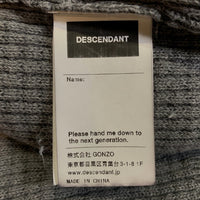 DESCENDANT
Name:
Please hand me down to
the next generation.
株式会社 GONZO
東京都目黒区青葉台3-1-8 1F
www.descendant.jp
MADE IN CHINA